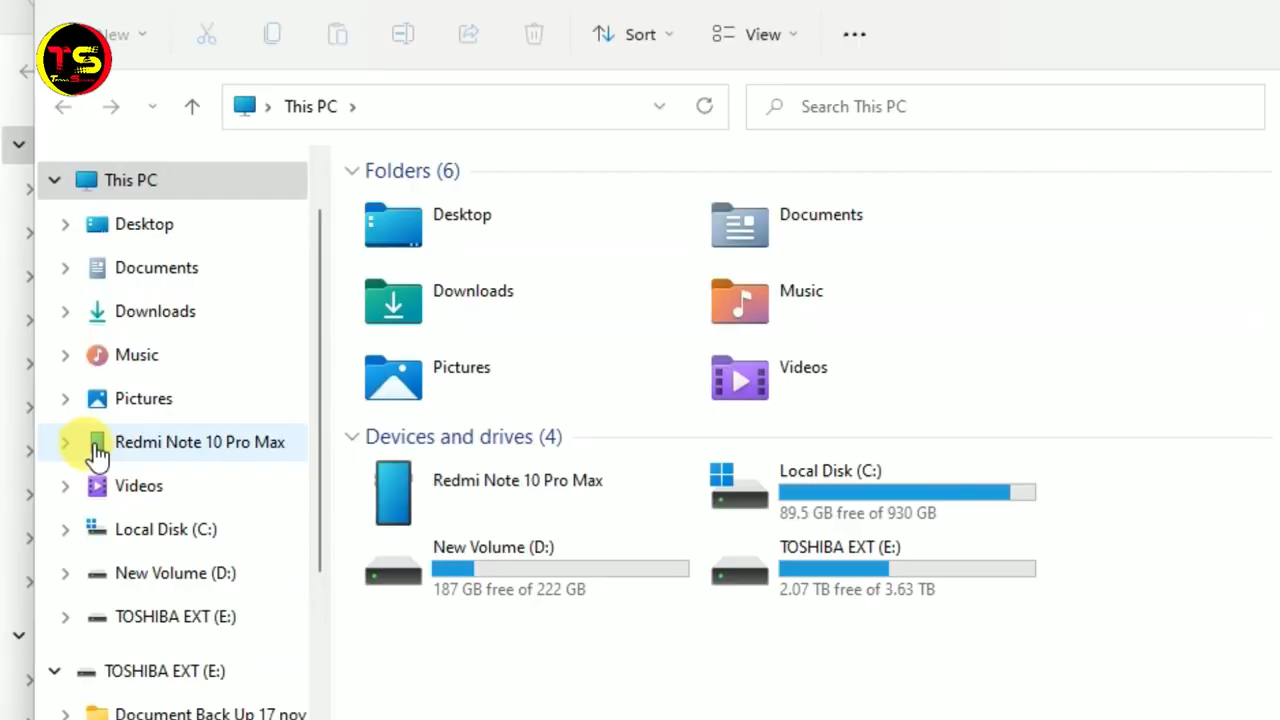 New
Sort
View
TS
This PC
Search This PC
This PC
Desktop
Documents
Downloads
Music
Pictures
Redmi Note 10 Pro Max
Videos
Local Disk (C:)
New Volume (D:)
TOSHIBA EXT (E:)
TOSHIBA EXT (E:)
Document Back Up 17 nov
Folders (6)
Desktop
Documents
Downloads
Music
Pictures
Videos
Devices and drives (4)
Redmi Note 10 Pro Max
Local Disk (C:)
89.5 GB free of 930 GB
New Volume (D:)
187 GB free of 222 GB
TOSHIBA EXT (E:)
2.07 TB free of 3.63 TB